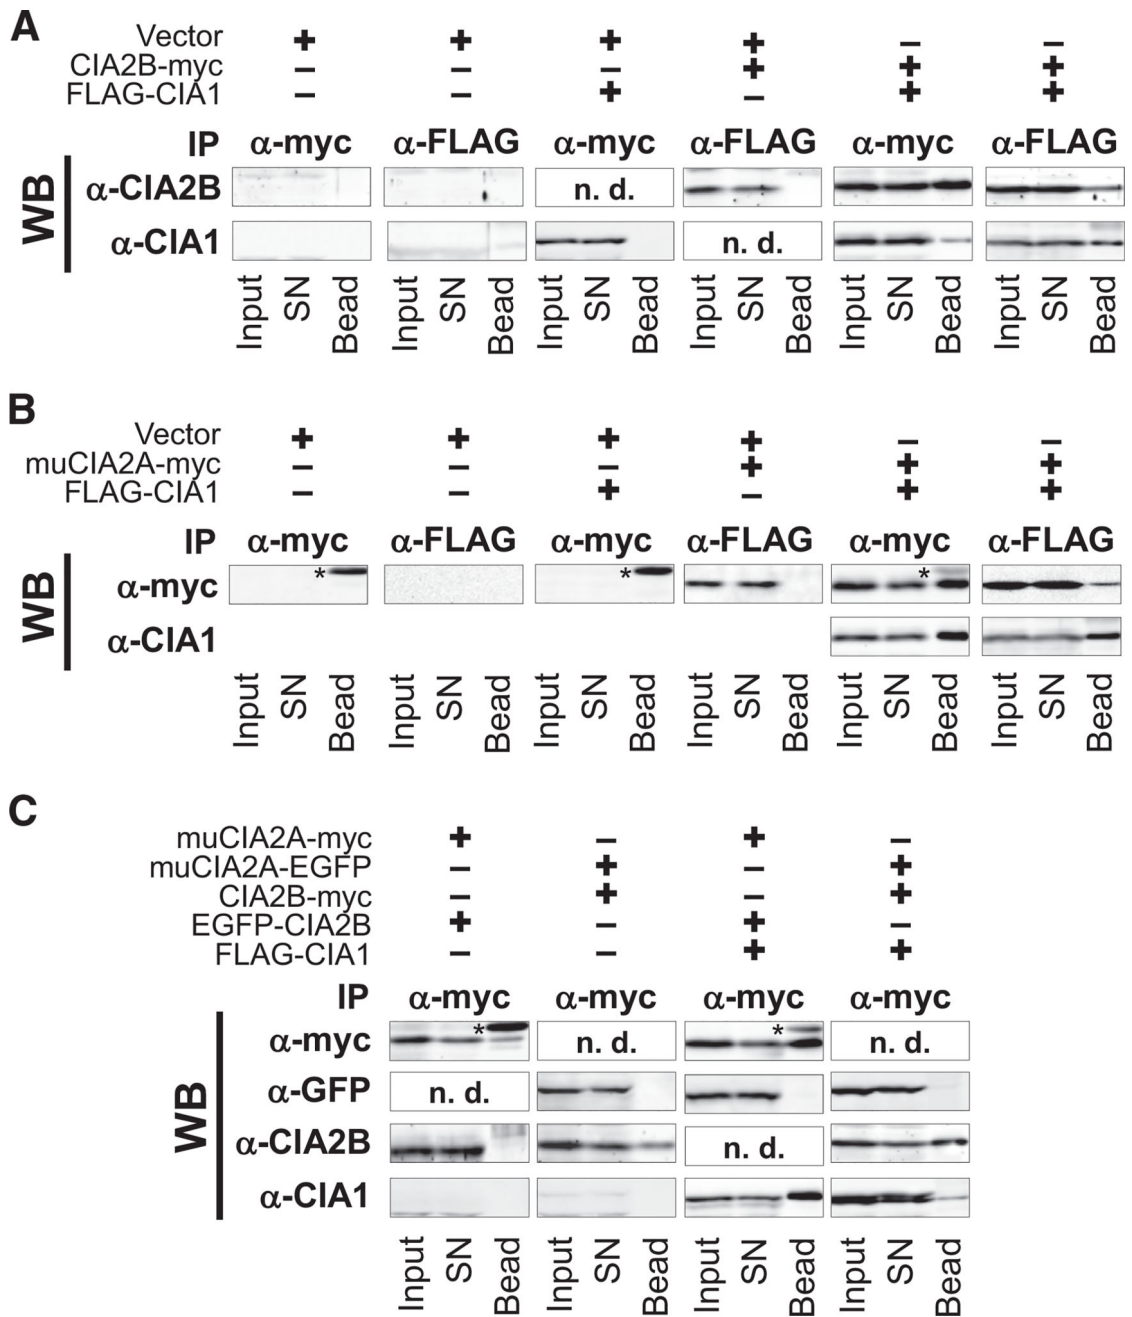 A
Vector + + + + − −
CIA2B-myc − − − + + +
FLAG-CIA1 − − + − + +
IP α-myc α-FLAG α-myc α-FLAG α-myc α-FLAG
WB
α-CIA2B n. d.
α-CIA1 n. d.
Input SN Bead Input SN Bead Input SN Bead Input SN Bead Input SN Bead Input SN Bead
B
Vector + + + + − −
muCIA2A-myc − − − + + +
FLAG-CIA1 − − + − + +
IP α-myc α-FLAG α-myc α-FLAG α-myc α-FLAG
WB
α-myc * * *
α-CIA1
Input SN Bead Input SN Bead Input SN Bead Input SN Bead Input SN Bead Input SN Bead
C
muCIA2A-myc + − + −
muCIA2A-EGFP − + − +
CIA2B-myc − + − +
EGFP-CIA2B + − + −
FLAG-CIA1 − − + +
IP α-myc α-myc α-myc α-myc
WB
α-myc * n. d. * n. d.
α-GFP n. d.
α-CIA2B n. d.
α-CIA1
Input SN Bead Input SN Bead Input SN Bead Input SN Bead